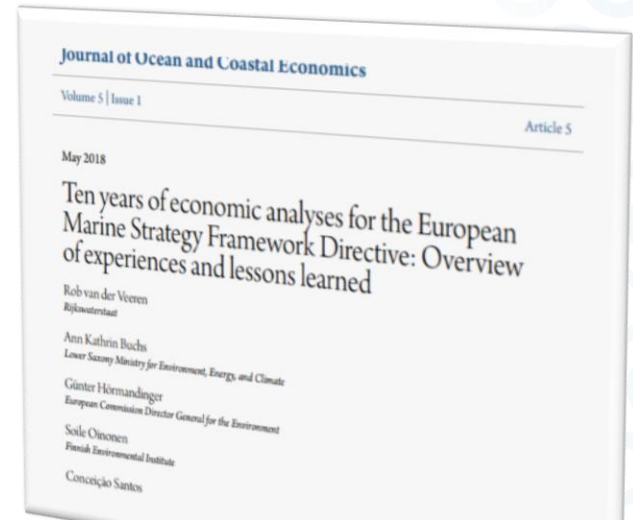 Journal of Ocean and Coastal Economics
Volume 5 | Issue 1
Article 5
May 2018
Ten years of economic analyses for the European
Marine Strategy Framework Directive: Overview
of experiences and lessons learned
Rob van der Veeren
Rijkswaterstaat
Ann Kathrin Buchs
Lower Saxony Ministry for Environment, Energy, and Climate
Günter Hörmandinger
European Commission Director General for the Environment
Soile Oinonen
Finnish Environmental Institute
Conceição Santos